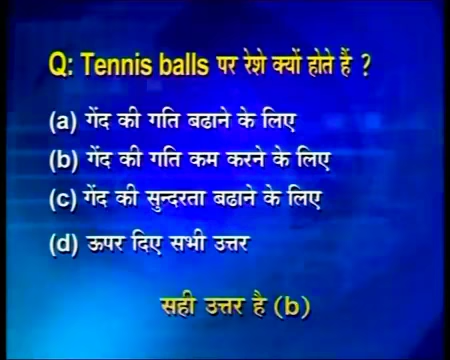 Q: Tennis balls पर रेशे क्यों होते हैं ?
(a) गेंद की गति बढाने के लिए
(b) गेंद की गति कम करने के लिए
(c) गेंद की सुन्दरता बढाने के लिए
(d) ऊपर दिए सभी उत्तर
सही उत्तर है (b)